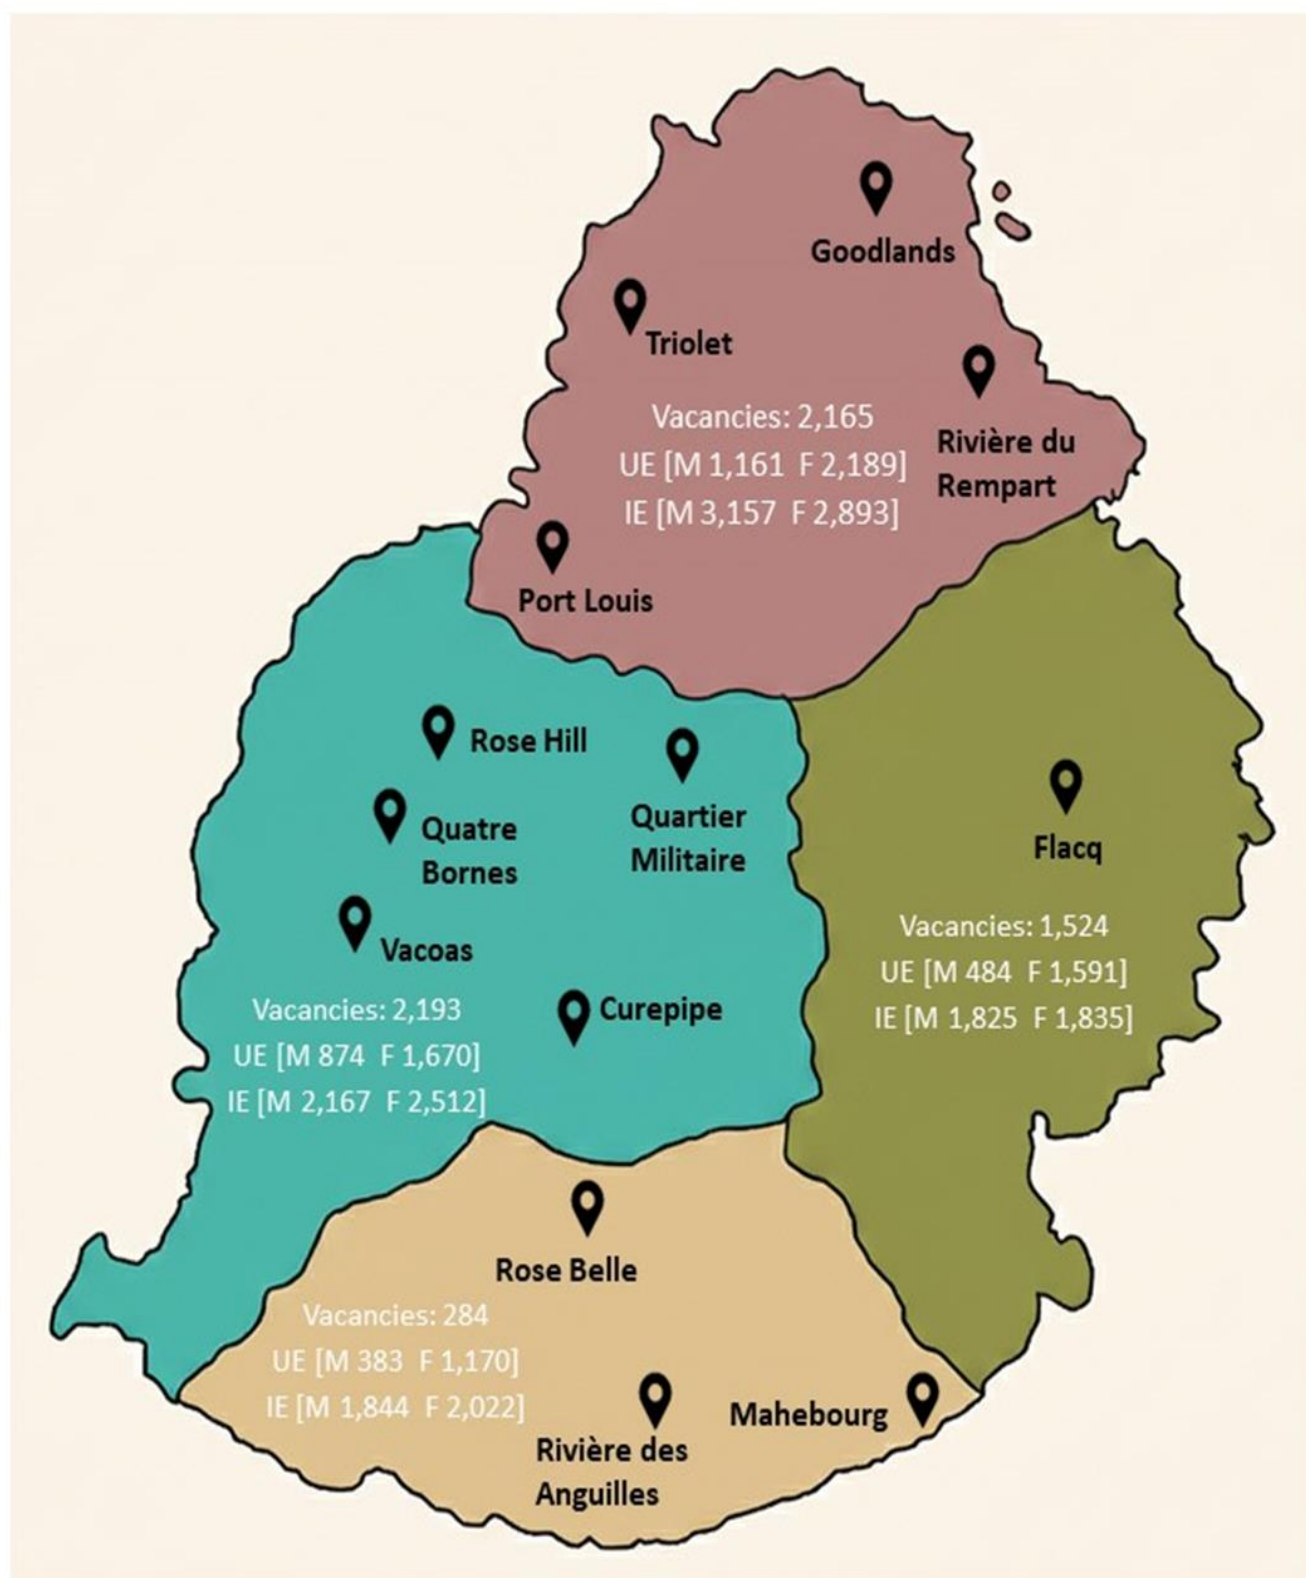 Goodlands
Triolet
Vacancies: 2,165
UE [M 1,161 F 2,189]
IE [M 3,157 F 2,893]
Rivière du
Rempart
Port Louis
Rose Hill
Quartier
Militaire
Quatre
Bornes
Vacoas
Curepipe
Vacancies: 2,193
UE [M 874 F 1,670]
IE [M 2,167 F 2,512]
Flacq
Vacancies: 1,524
UE [M 484 F 1,591]
IE [M 1,825 F 1,835]
Rose Belle
Vacancies: 284
UE [M 383 F 1,170]
IE [M 1,844 F 2,022]
Mahebourg
Rivière des
Anguilles